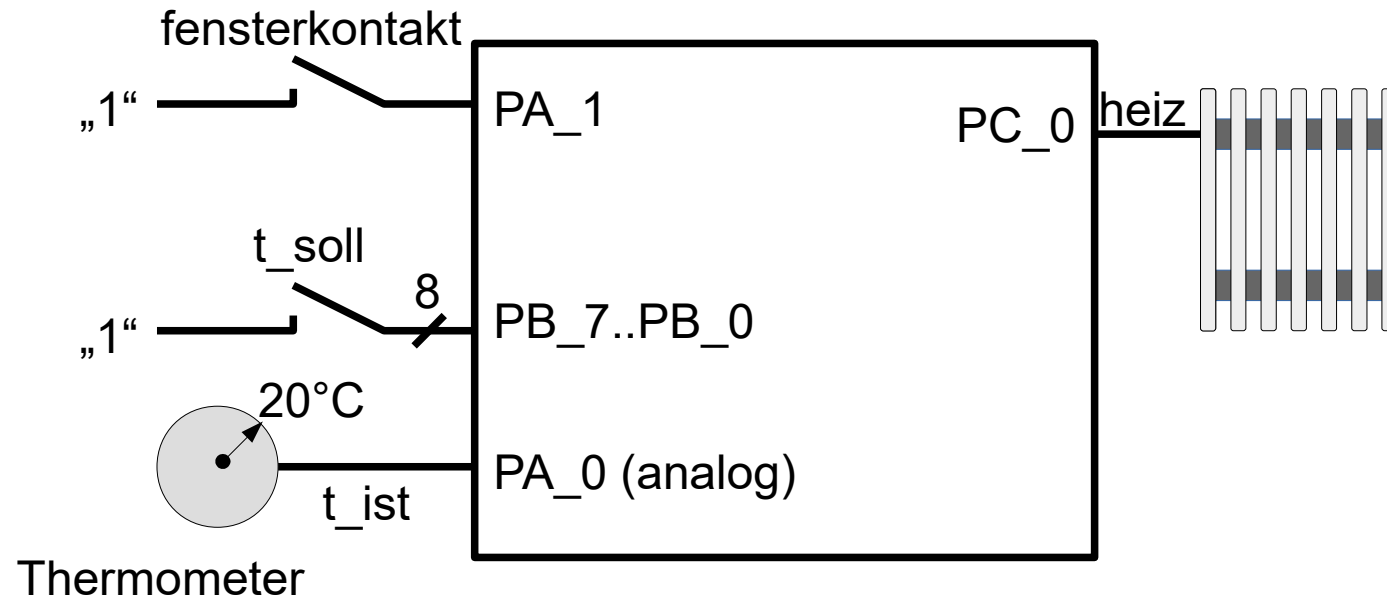 fensterkontakt
„1“
PA_1
PC_0
heiz
t_soll
8
„1“
PB_7..PB_0
20°C
PA_0 (analog)
t_ist
Thermometer